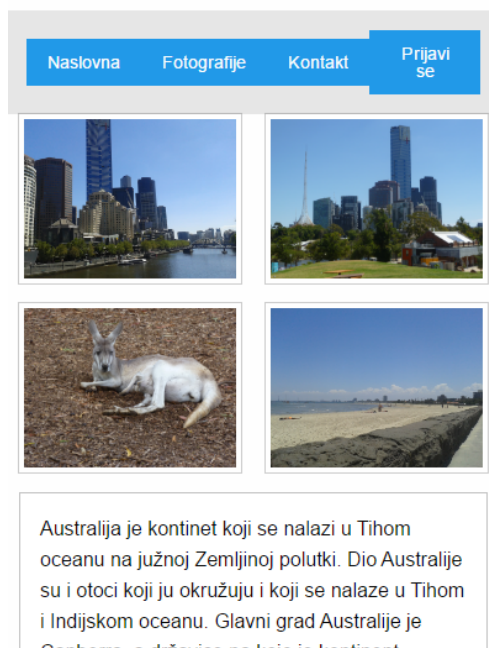 Naslovna Fotografije Kontakt Prijavi
se
Australija je kontinet koji se nalazi u Tihom
oceanu na južnoj Zemljinoj polutki. Dio Australije
su i otoci koji ju okružuju i koji se nalaze u Tihom
i Indijskom oceanu. Glavni grad Australije je